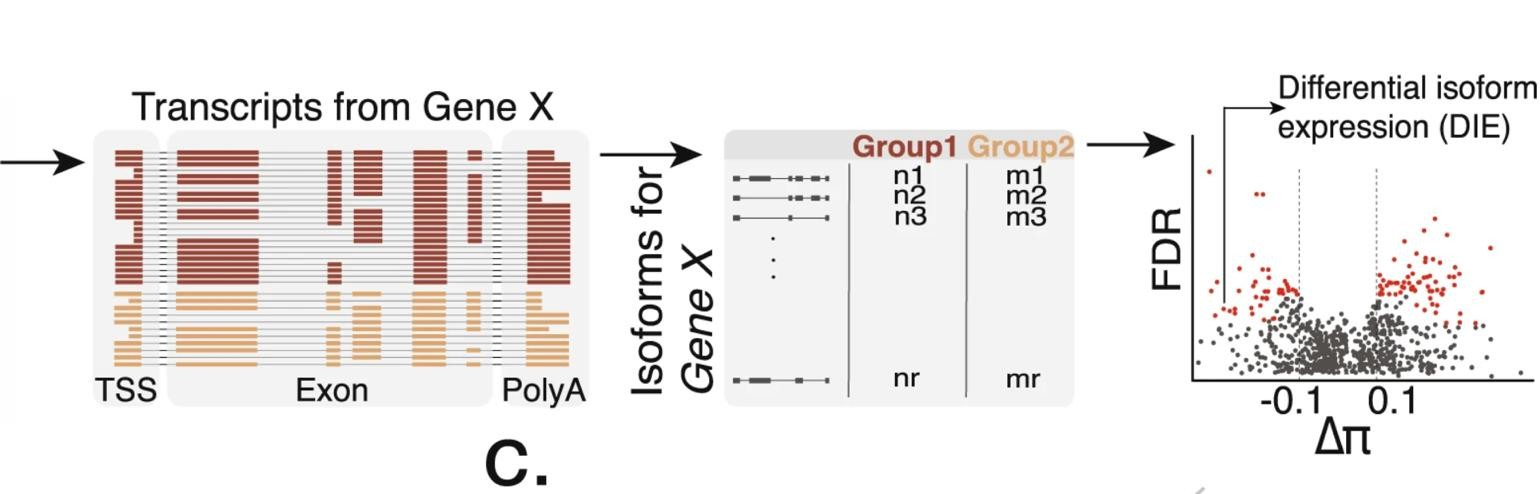 Transcripts from Gene X
TSS
Exon
PolyA
Isoforms for
Gene X
Group1 Group2
n1 m1
n2 m2
n3 m3
nr mr
Differential isoform
expression (DIE)
FDR
-0.1 0.1
Δπ
C.